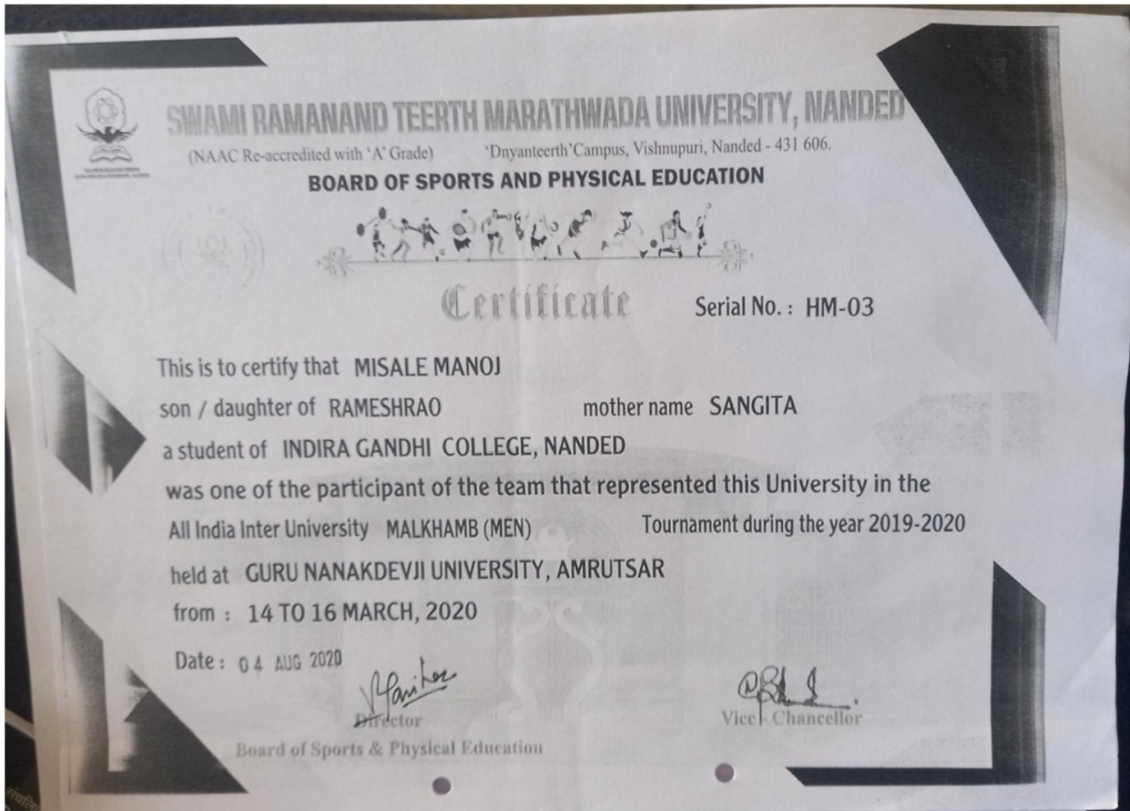 SWAMI RAMANAND TEERTH MARATHWADA UNIVERSITY, NANDED
(NAAC Re-accredited with 'A' Grade) 'Dnyanteerth'Campus, Vishnupuri, Nanded - 431 606.
BOARD OF SPORTS AND PHYSICAL EDUCATION
Certificate
Serial No. : HM-03
This is to certify that MISALE MANOJ
son / daughter of RAMESHRAO mother name SANGITA
a student of INDIRA GANDHI COLLEGE, NANDED
was one of the participant of the team that represented this University in the
All India Inter University MALKHAMB (MEN) Tournament during the year 2019-2020
held at GURU NANAKDEVJI UNIVERSITY, AMRUTSAR
from : 14 TO 16 MARCH, 2020
Date : 04 AUG 2020
Director Vice - Chancellor
Board of Sports & Physical Education